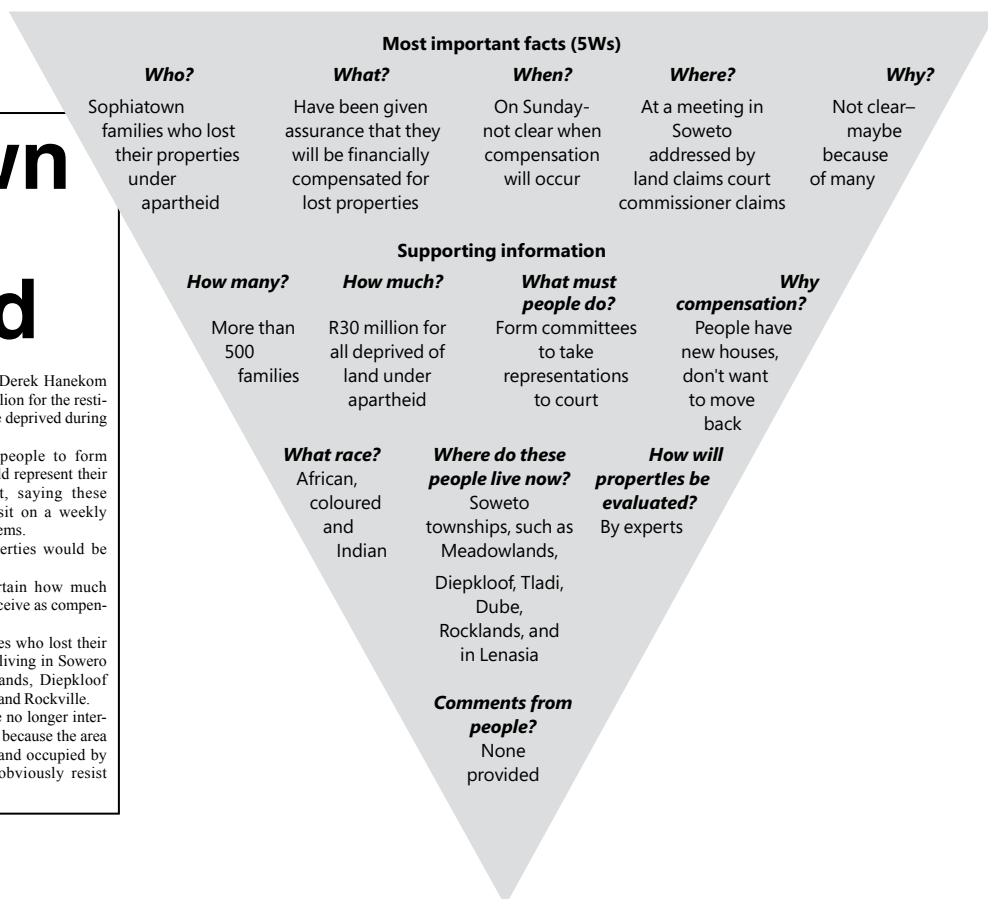 wn
d
Derek Hanekom
lion for the resti-
e deprived during
people to form
ld represent their
t, saying these
sit on a weekly
ems.
erties would be
rtain how much
ceive as compen-
es who lost their
living in Sowero
ands, Diepkloof
and Rockville.
e no longer inter-
because the area
and occupied by
obviously resist
Most important facts (5Ws)
Who?
Sophiatown
families who lost
their properties
under
apartheid
What?
Have been given
assurance that they
will be financially
compensated for
lost properties
When?
On Sunday-
not clear when
compensation
will occur
Where?
At a meeting in
Soweto
addressed by
land claims court
commissioner claims
Why?
Not clear–
maybe
because
of many
Supporting information
How many?
More than
500
families
How much?
R30 million for
all deprived of
land under
apartheid
What must
people do?
Form committees
to take
representations
to court
Why
compensation?
People have
new houses,
don't want
to move
back
What race?
African,
coloured
and
Indian
Where do these
people live now?
Soweto
townships, such as
Meadowlands,
Diepkloof, Tladi,
Dube,
Rocklands, and
in Lenasia
How will
propertles be
evaluated?
By experts
Comments from
people?
None
provided